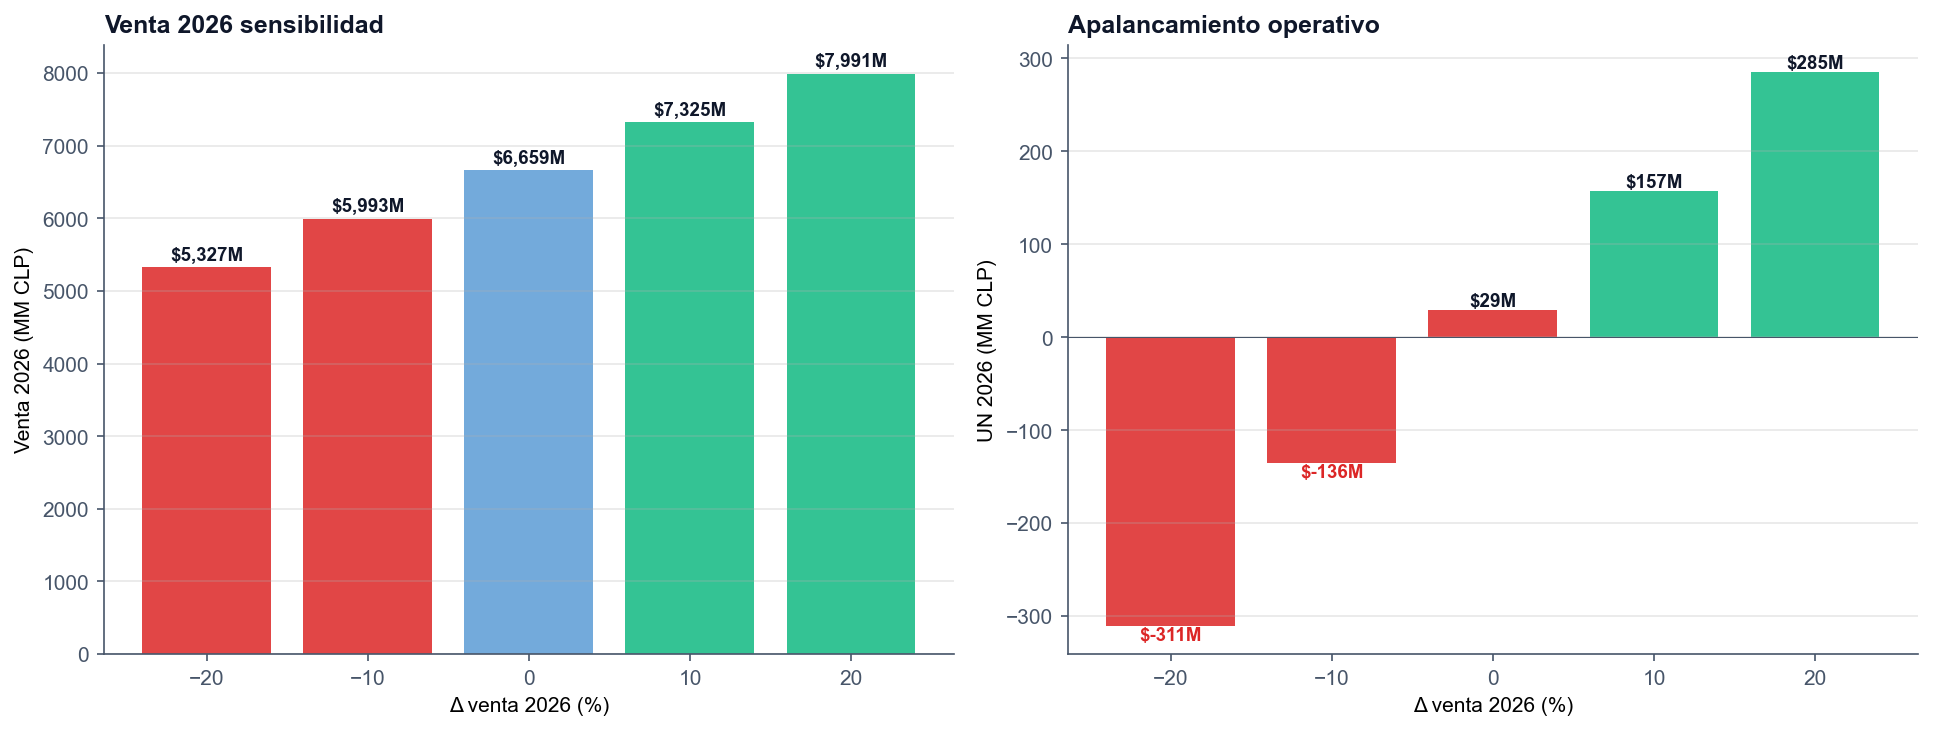 Venta 2026 sensibilidad
Venta 2026 (MM CLP)
8000
7000
6000
5000
4000
3000
2000
1000
0
$5,327M
$5,993M
$6,659M
$7,325M
$7,991M
−20
−10
0
10
20
Δ venta 2026 (%)
Apalancamiento operativo
UN 2026 (MM CLP)
300
200
100
0
−100
−200
−300
$-311M
$-136M
$29M
$157M
$285M
−20
−10
0
10
20
Δ venta 2026 (%)